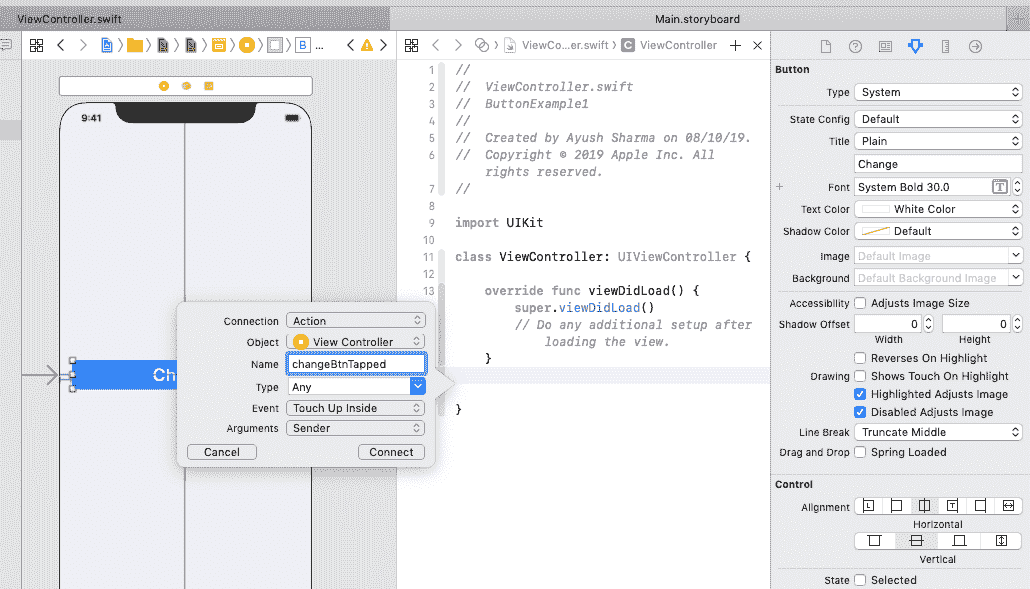 ViewController.swift
Main.storyboard
B ...
ViewCo...er.swift
C ViewController
9:41
Ch
Connection Action
Object View Controller
Name changeBtnTapped
Type Any
Event Touch Up Inside
Arguments Sender
Cancel
Connect
1 //
2 // ViewController.swift
3 // ButtonExample1
4 //
5 // Created by Ayush Sharma on 08/10/19.
6 // Copyright © 2019 Apple Inc. All
rights reserved.
7 //
8
9 import UIKit
10
11 class ViewController: UIViewController {
12
13 override func viewDidLoad() {
super.viewDidLoad()
// Do any additional setup after
loading the view.
}
}
Button
Type System
State Config Default
Title Plain
Change
Font System Bold 30.0 T
Text Color White Color
Shadow Color Default
Image Default Image
Background Default Background Image
Accessibility Adjusts Image Size
Shadow Offset 0 0
Width Height
Reverses On Highlight
Drawing Shows Touch On Highlight
Highlighted Adjusts Image
Disabled Adjusts Image
Line Break Truncate Middle
Drag and Drop Spring Loaded
Control
Alignment L T
Horizontal
Vertical
State Selected